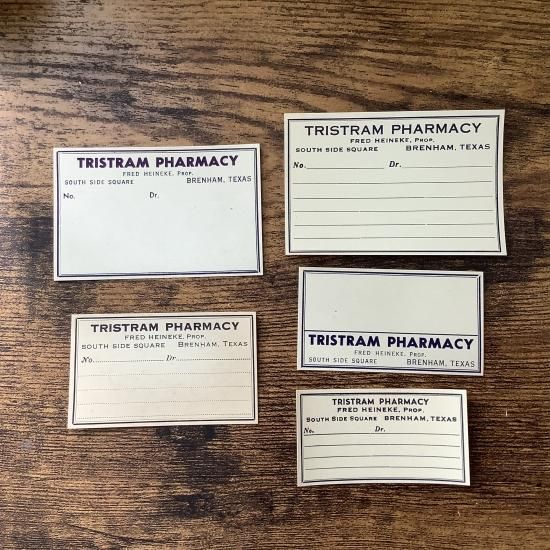 TRISTRAM PHARMACY
FRED HEINEKE, PROP.
SOUTH SIDE SQUARE BRENHAM, TEXAS
No. Dr.
TRISTRAM PHARMACY
FRED HEINEKE, PROP.
SOUTH SIDE SQUARE BRENHAM, TEXAS
No. Dr.
TRISTRAM PHARMACY
FRED HEINEKE, PROP.
SOUTH SIDE SQUARE BRENHAM, TEXAS
No. Dr.
TRISTRAM PHARMACY
FRED HEINEKE, PROP.
SOUTH SIDE SQUARE BRENHAM, TEXAS
TRISTRAM PHARMACY
FRED HEINEKE, PROP.
SOUTH SIDE SQUARE BRENHAM, TEXAS
No. Dr.